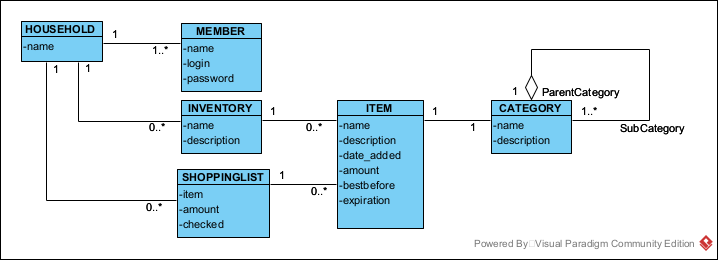 HOUSEHOLD
-name
1
1
1
1
1..*
MEMBER
-name
-login
-password
0..*
INVENTORY
-name
-description
1
0..*
0..*
SHOPPINGLIST
-item
-amount
-checked
1
0..*
ITEM
-name
-description
-date_added
-amount
-bestbefore
-expiration
1
1
CATEGORY
-name
-description
1
ParentCategory
1..*
SubCategory
Powered By Visual Paradigm Community Edition